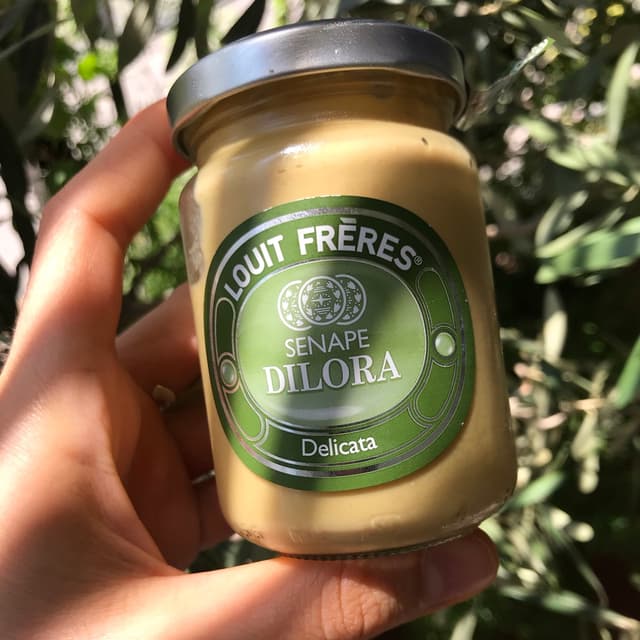 LOUIT FRÈRES®
SENAPE
DILORA
Delicata